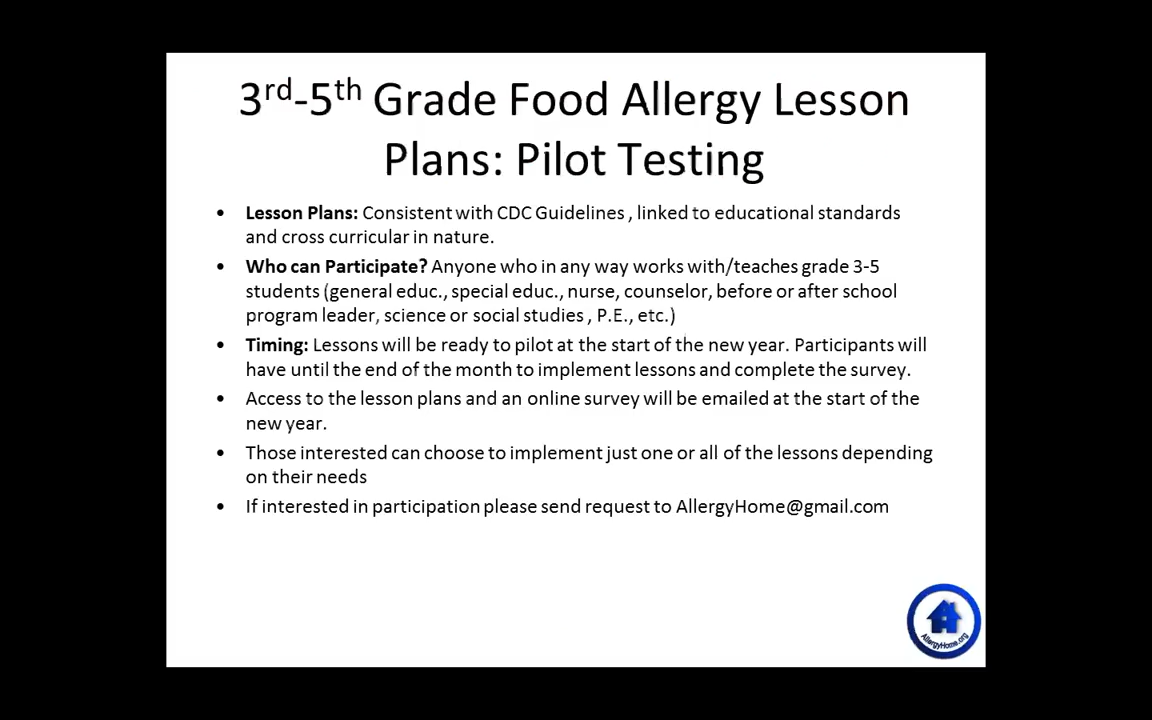 3rd-5th Grade Food Allergy Lesson
Plans: Pilot Testing
• Lesson Plans: Consistent with CDC Guidelines , linked to educational standards
and cross curricular in nature.
• Who can Participate? Anyone who in any way works with/teaches grade 3-5
students (general educ., special educ., nurse, counselor, before or after school
program leader, science or social studies , P.E., etc.)
• Timing: Lessons will be ready to pilot at the start of the new year. Participants will
have until the end of the month to implement lessons and complete the survey.
• Access to the lesson plans and an online survey will be emailed at the start of the
new year.
• Those interested can choose to implement just one or all of the lessons depending
on their needs
• If interested in participation please send request to AllergyHome@gmail.com
AllergyHome.org